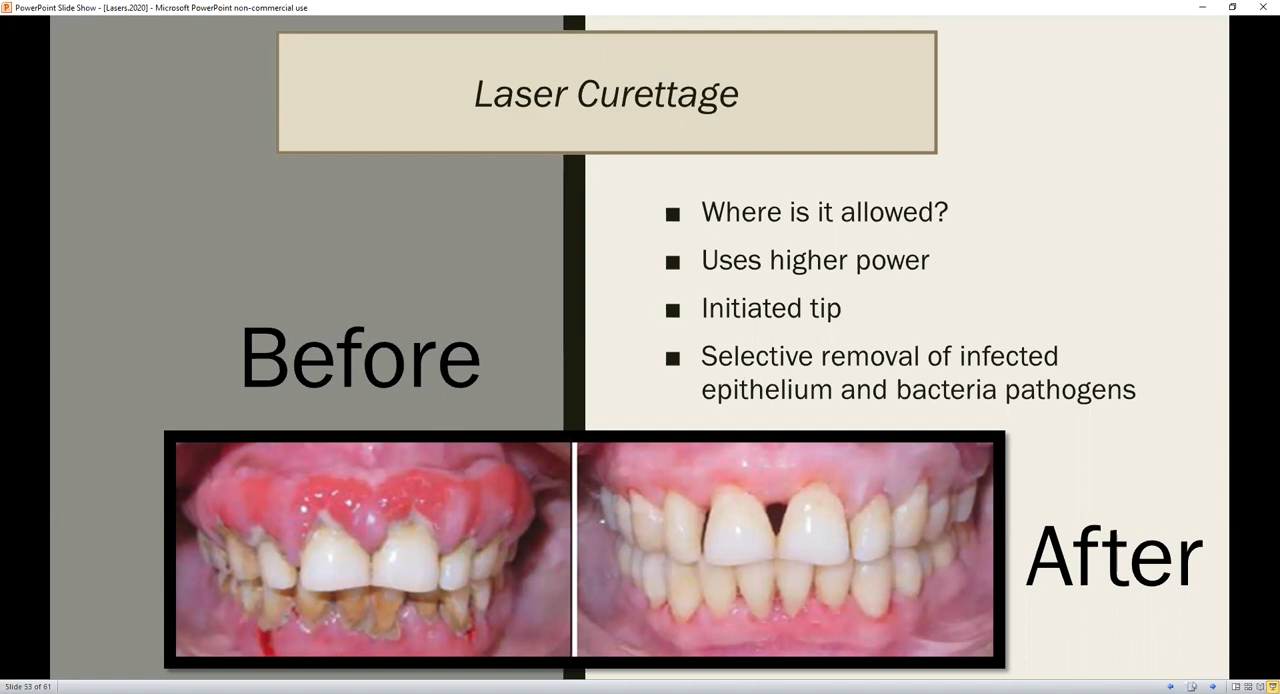 PowerPoint Slide Show - [Lasers.2020] - Microsoft PowerPoint non-commercial use
Laser Curettage
Where is it allowed?
Uses higher power
Initiated tip
Selective removal of infected
epithelium and bacteria pathogens
Before
After
Slide 53 of 61